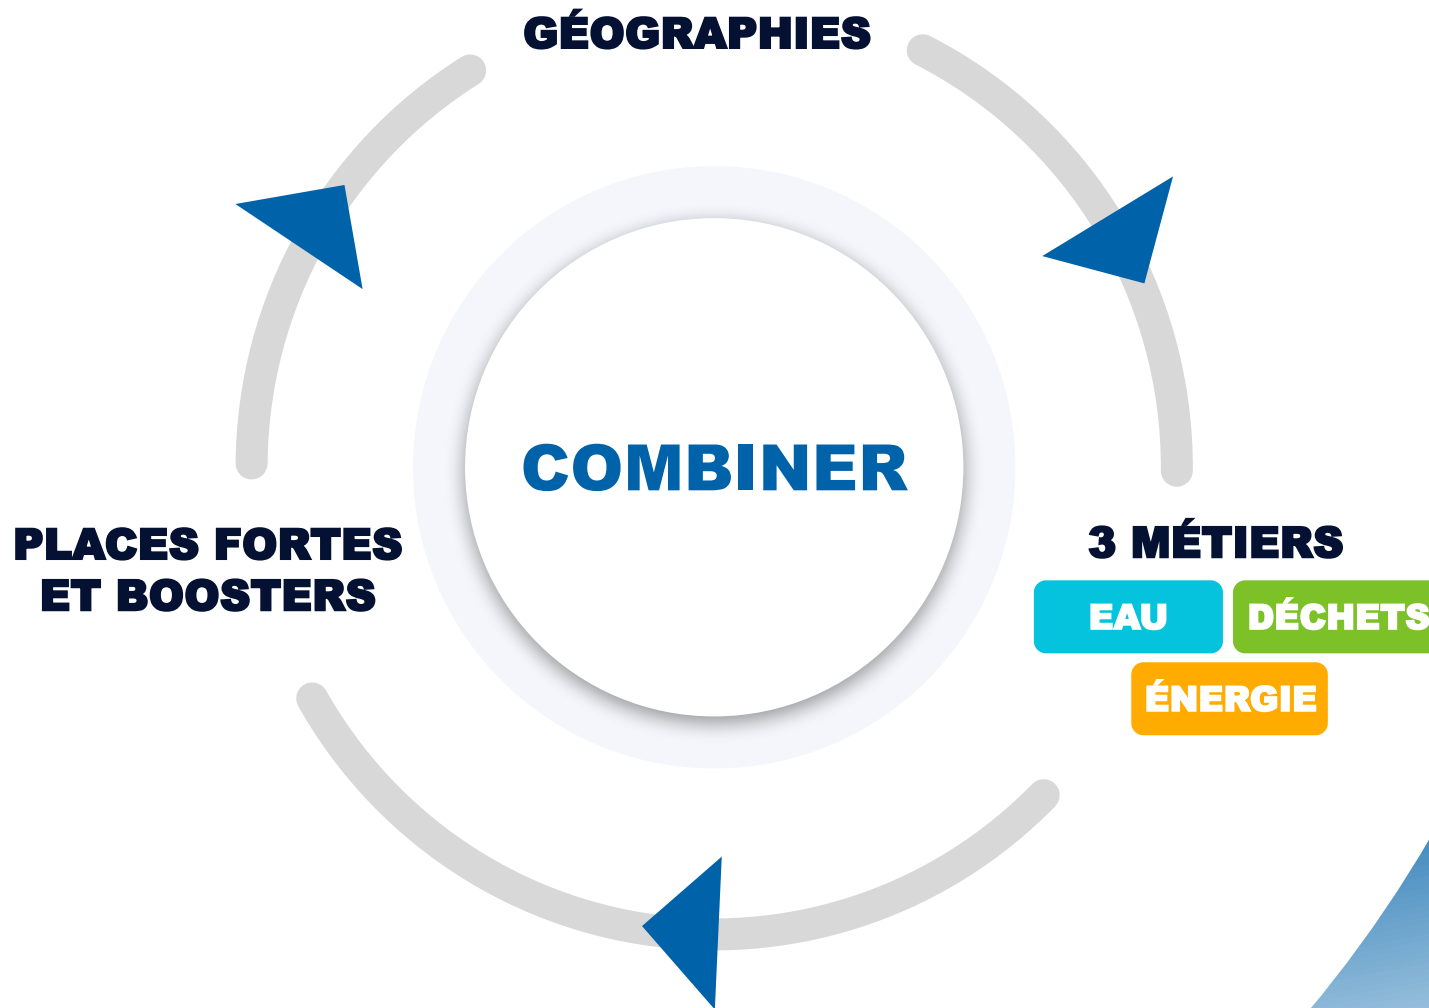 GÉOGRAPHIES
COMBINER
PLACES FORTES
ET BOOSTERS
3 MÉTIERS
EAU
DÉCHETS
ÉNERGIE